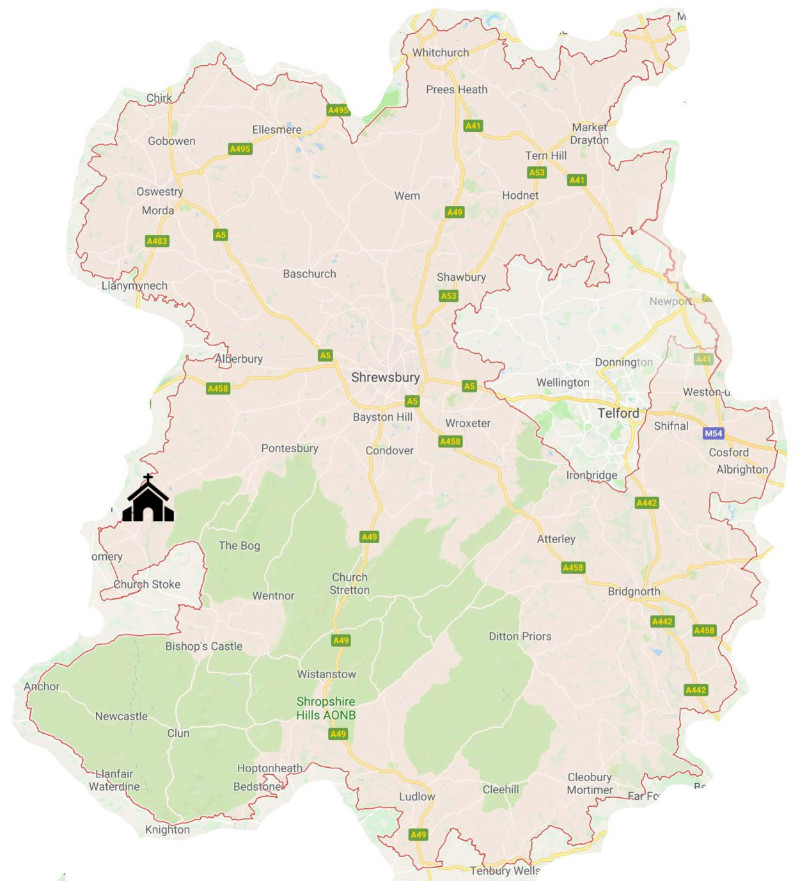 M
Whitchurch
Chirk
Prees Heath
A495
A41
Ellesmere
Market
Drayton
Gobowen
A495
Tern Hill
A53
A41
Oswestry
Wem
Hodnet
Morda
A49
A5
A483
Baschurch
Shawbury
Llanymynech
A53
Newport
Alberbury
A5
Donnington
A41
Shrewsbury
Wellington
A458
A5
Weston-u
A5
Telford
Bayston Hill
Wroxeter
Shifnal
M54
A458
Pontesbury
Condover
Cosford
Albrighton
Ironbridge
A442
A49
Atterley
The Bog
omery
A458
Church
Stretton
Church Stoke
Wentnor
Bridgnorth
A442
A458
Ditton Priors
A49
Bishop's Castle
Wistanstow
Anchor
A442
Shropshire
Hills AONB
Newcastle
Clun
A49
Hoptonheath
Llanfair
Waterdine
Bedstone
Cleobury
Mortimer
Cleehill
Ludlow
Far Fo
Knighton
A49
Tenbury Wells